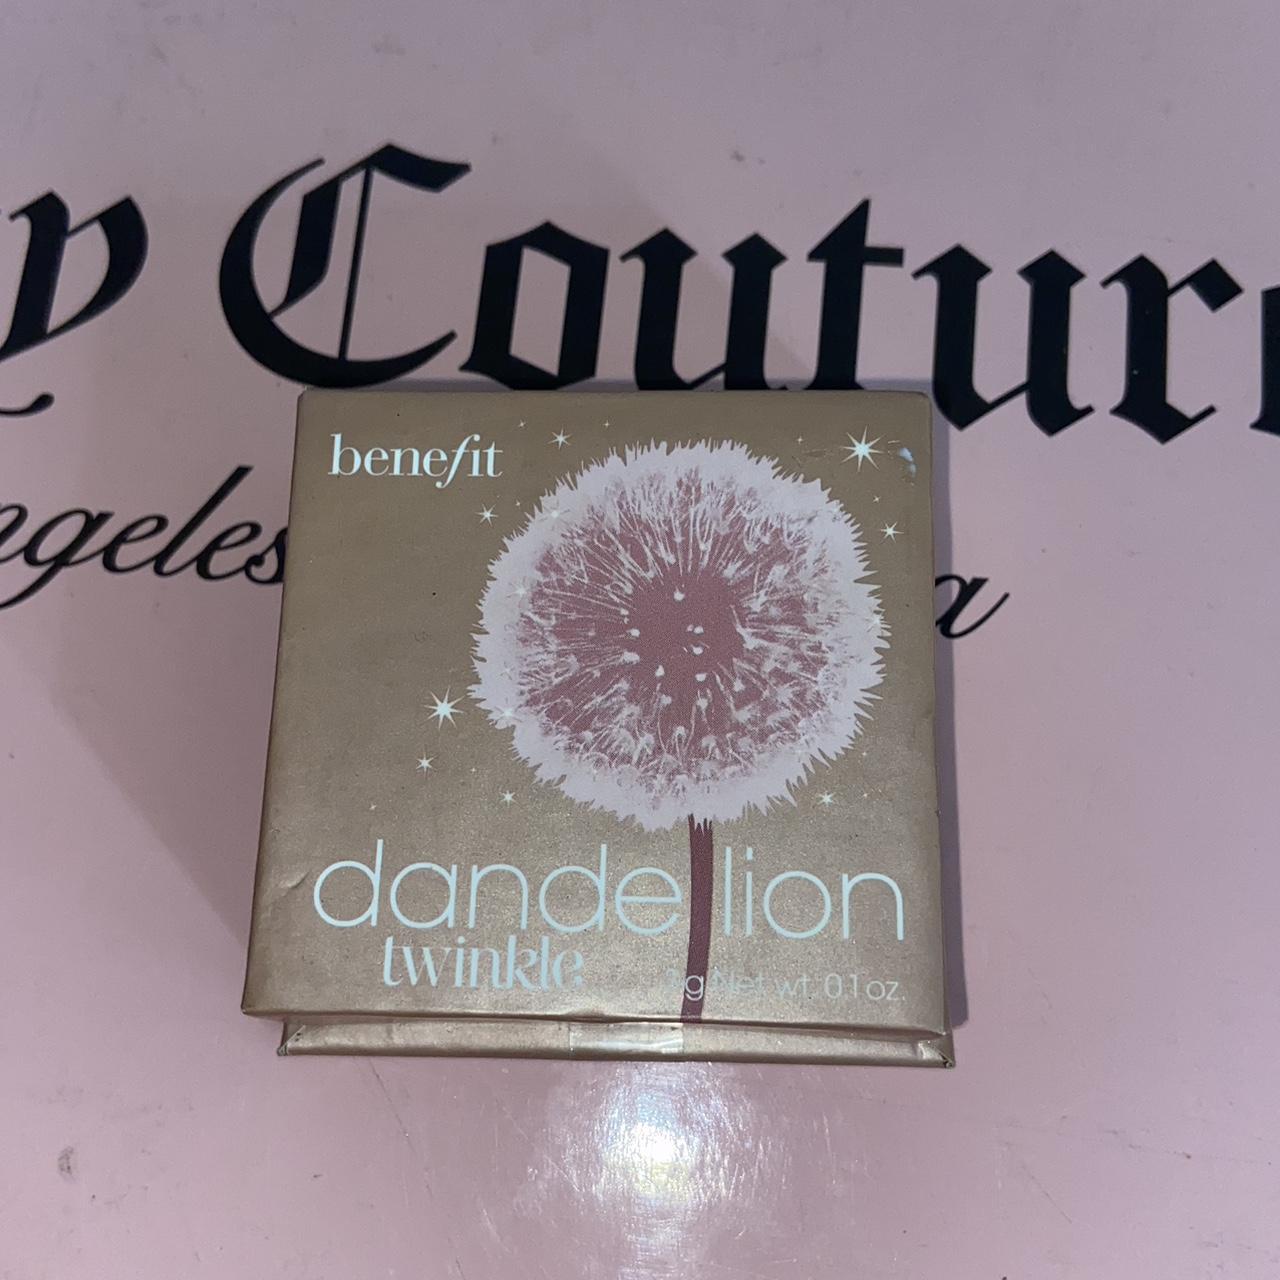 y Couture
ngeles
a
benefit
dandelion
twinkle
g Net wt. 0.1 oz.